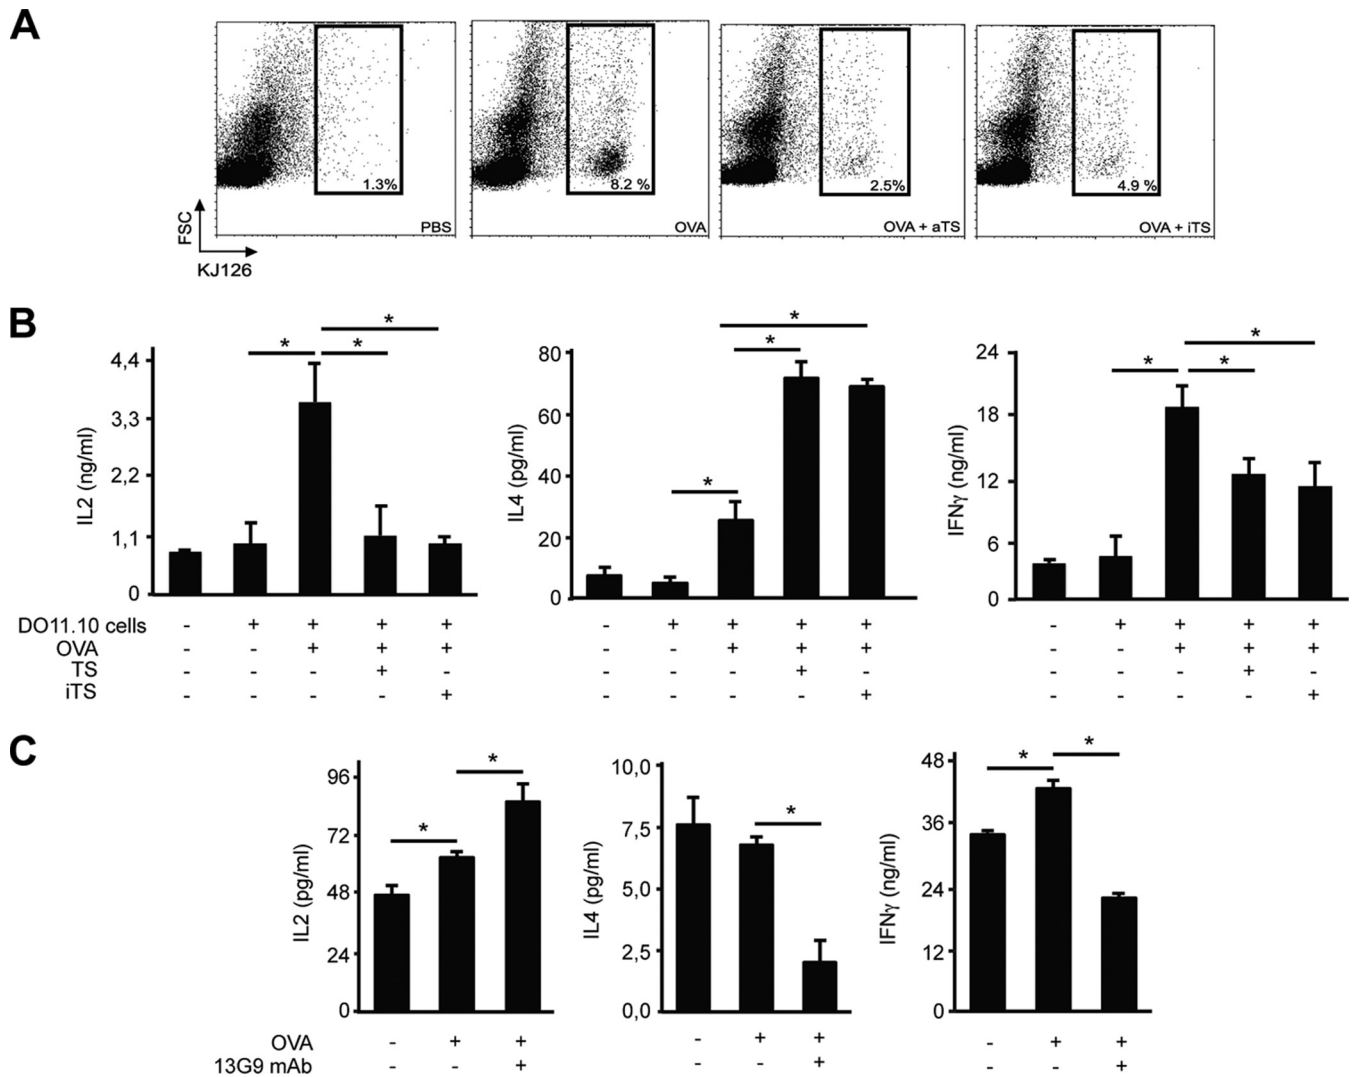 A
1.3%
PBS
8.2 %
OVA
2.5%
OVA + aTS
4.9 %
OVA + iTS
FSC
KJ126
B
IL2 (ng/ml)
4,4
3,3
2,2
1,1
0
* * *
IL4 (pg/ml)
80
60
40
20
0
* * *
IFNγ (ng/ml)
24
18
12
6
0
* * *
DO11.10 cells - + + + + - + + + + - + + + +
OVA - - + + + - - + + + - - + + +
TS - - - + - - - - + - - - - + -
iTS - - - - + - - - - + - - - - +
C
IL2 (pg/ml)
96
72
48
24
0
* *
IL4 (pg/ml)
10,0
7,5
5,0
2,5
0,0
*
IFNγ (ng/ml)
48
36
24
12
0
* *
OVA - + + - + + - + +
13G9 mAb - - + - - + - - +